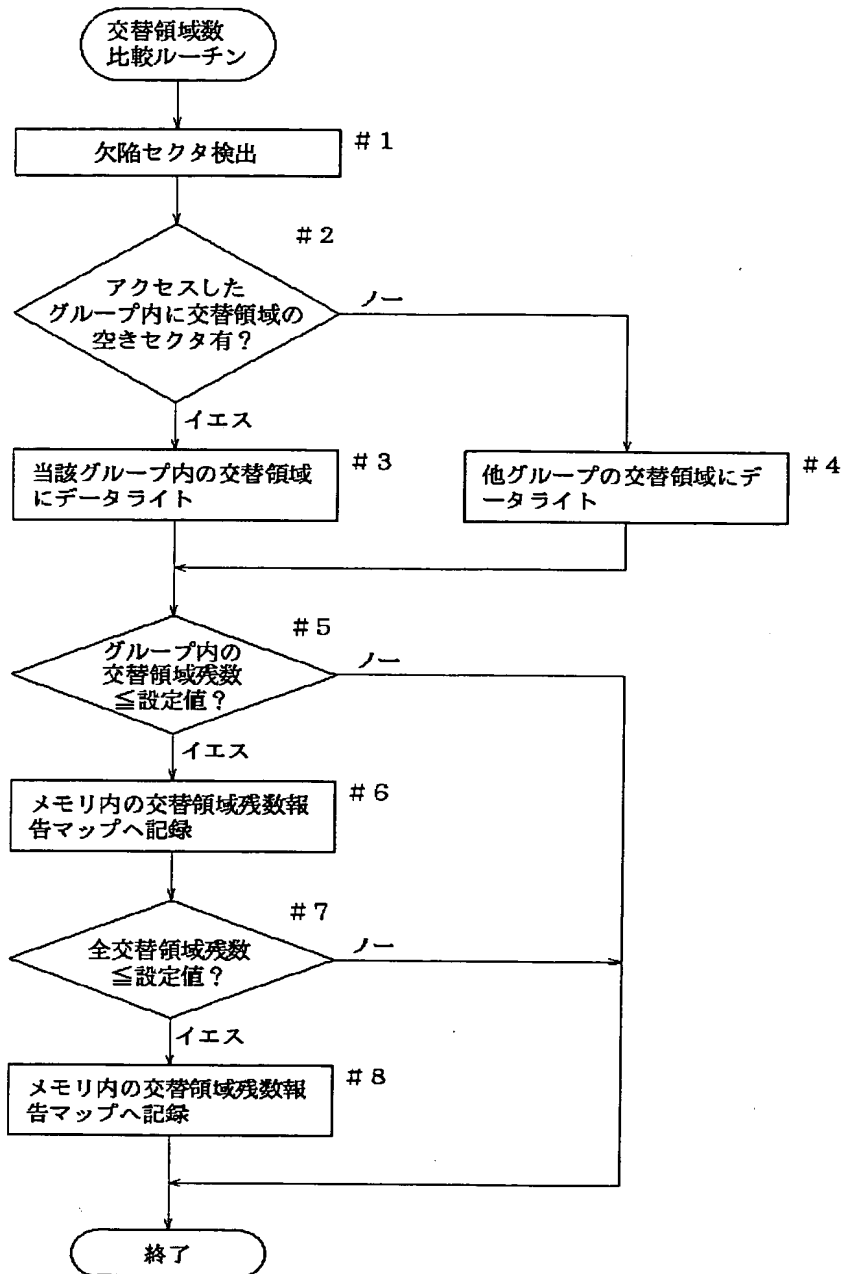 交替領域数
比較ルーチン
欠陥セクタ検出
#1
#2
アクセスした
グループ内に交替領域の
空きセクタ有?
ノー
イエス
当該グループ内の交替領域
にデータライト
#3
他グループの交替領域にデ
ータライト
#4
#5
グループ内の
交替領域残数
≦設定値?
ノー
イエス
メモリ内の交替領域残数報
告マップへ記録
#6
#7
全交替領域残数
≦設定値?
ノー
イエス
メモリ内の交替領域残数報
告マップへ記録
#8
終了